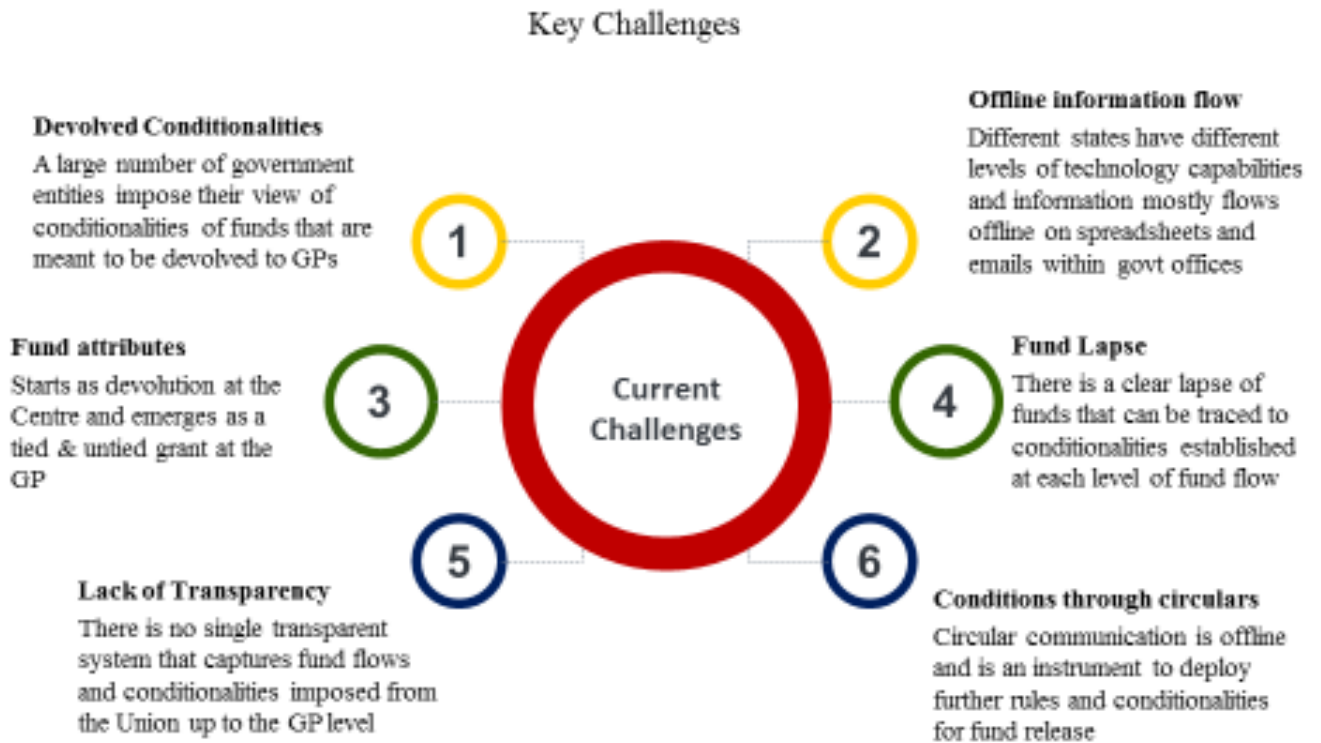 Key Challenges
Devolved Conditionalities
A large number of government
entities impose their view of
conditionalities of funds that are
meant to be devolved to GPs
1
Offline information flow
Different states have different
levels of technology capabilities
and information mostly flows
offline on spreadsheets and
emails within govt offices
2
Fund attributes
Starts as devolution at the
Centre and emerges as a
tied & untied grant at the
GP
3
Current
Challenges
4
Fund Lapse
There is a clear lapse of
funds that can be traced to
conditionalities established
at each level of fund flow
5
Lack of Transparency
There is no single transparent
system that captures fund flows
and conditionalities imposed from
the Union up to the GP level
6
Conditions through circulars
Circular communication is offline
and is an instrument to deploy
further rules and conditionalities
for fund release